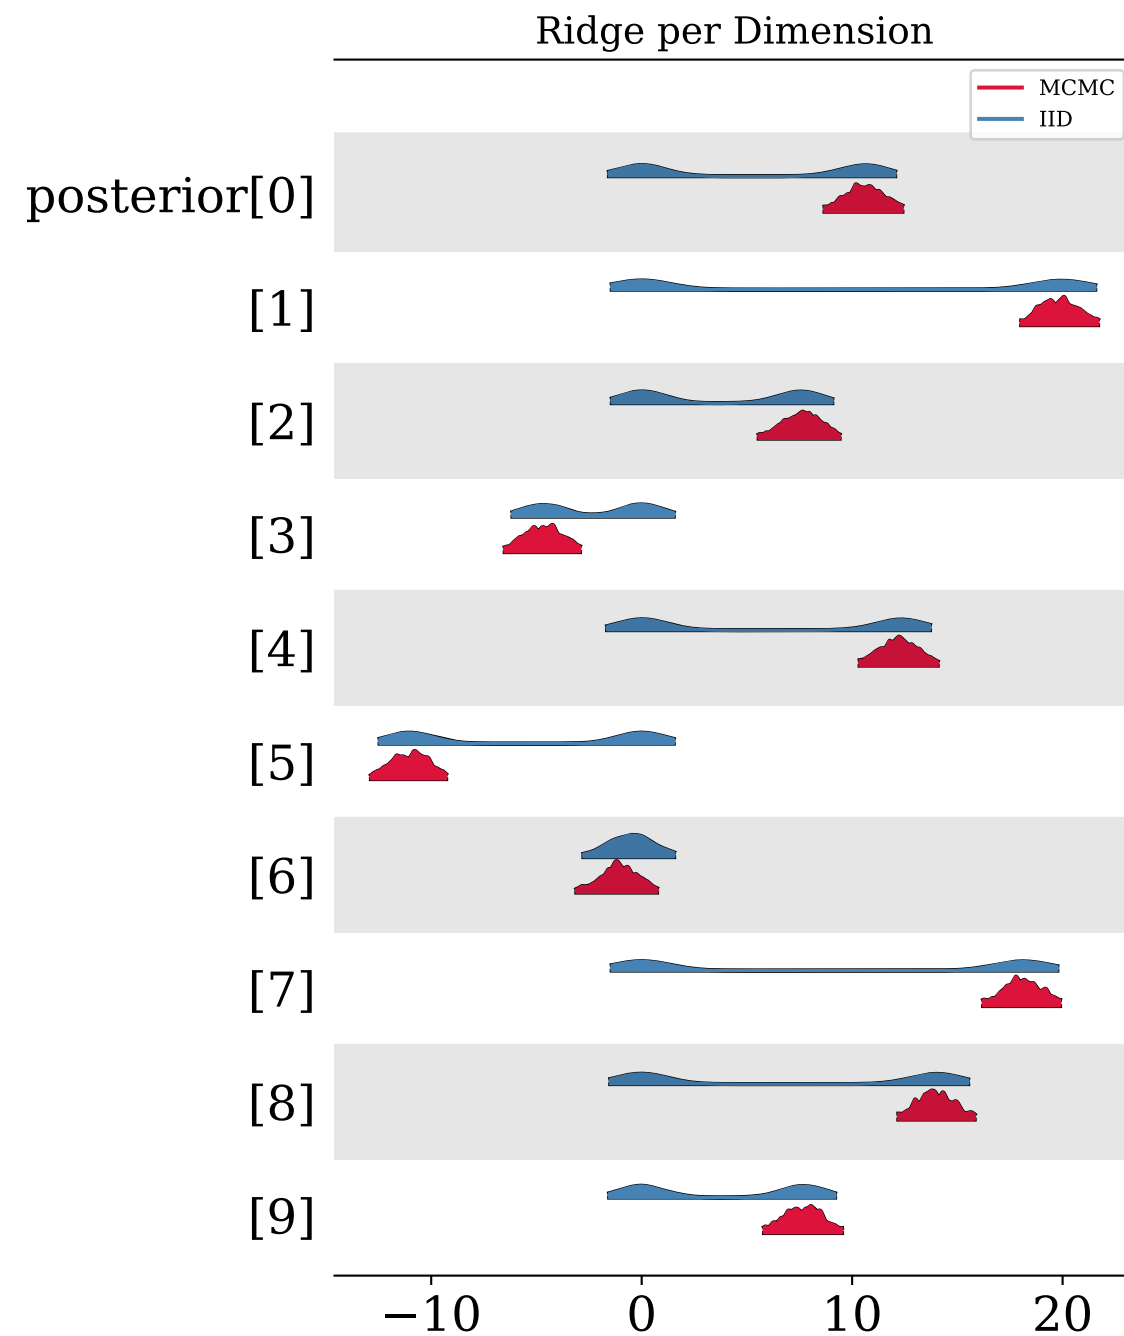 Ridge per Dimension
MCMC
IID
posterior[0]
[1]
[2]
[3]
[4]
[5]
[6]
[7]
[8]
[9]
−10 0 10 20